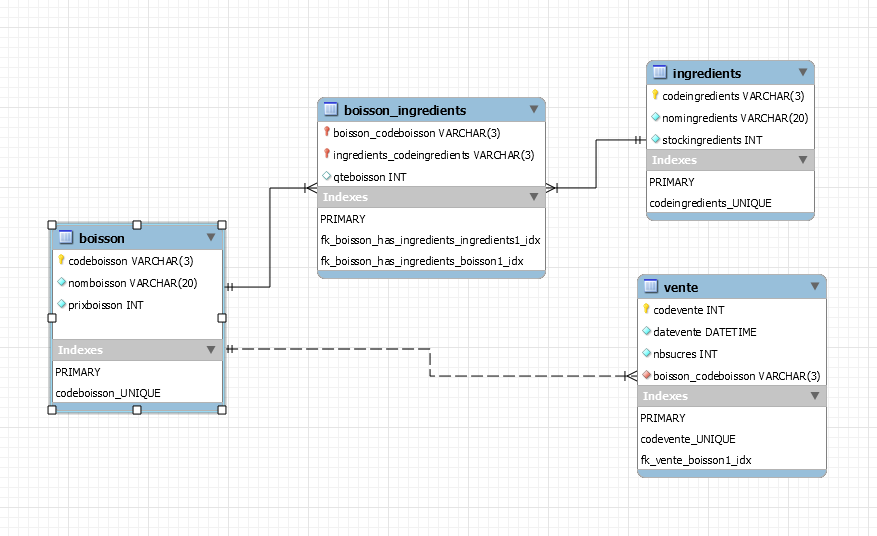 boisson
codeboisson VARCHAR(3)
nomboisson VARCHAR(20)
prixboisson INT
Indexes
PRIMARY
codeboisson_UNIQUE
boisson_ingredients
boisson_codeboisson VARCHAR(3)
ingredients_codeingredients VARCHAR(3)
qteboisson INT
Indexes
PRIMARY
fk_boisson_has_ingredients_ingredients1_idx
fk_boisson_has_ingredients_boisson1_idx
ingredients
codeingredients VARCHAR(3)
nomingredients VARCHAR(20)
stockingredients INT
Indexes
PRIMARY
codeingredients_UNIQUE
vente
codevente INT
datevente DATETIME
nbsucres INT
boisson_codeboisson VARCHAR(3)
Indexes
PRIMARY
codevente_UNIQUE
fk_vente_boisson1_idx